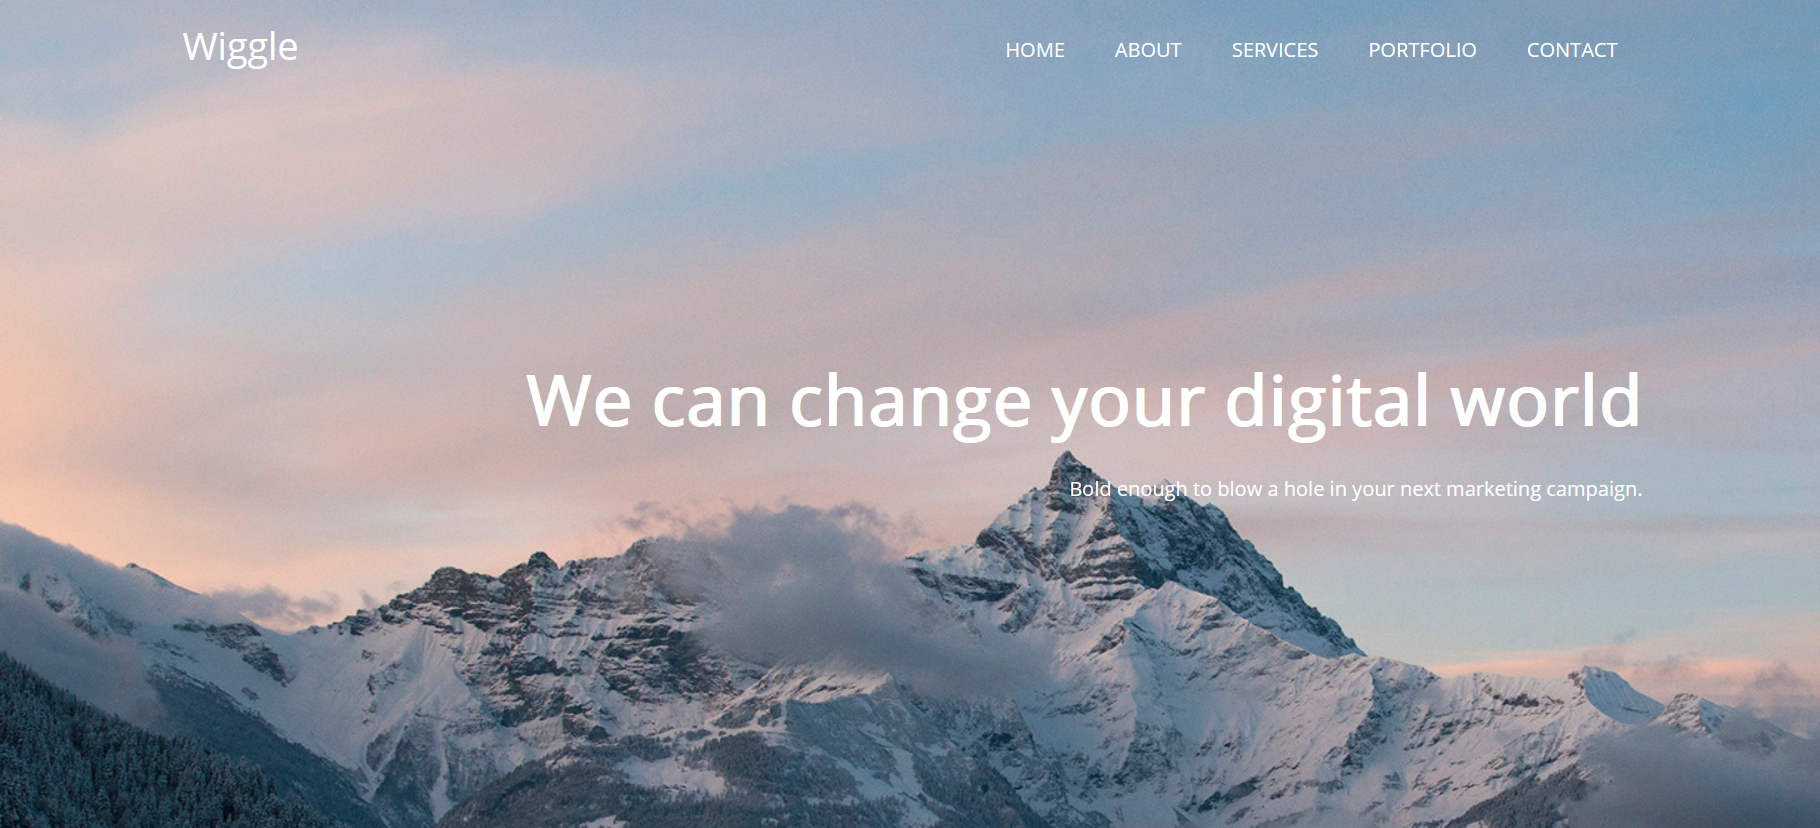 Wiggle
HOME ABOUT SERVICES PORTFOLIO CONTACT
We can change your digital world
Bold enough to blow a hole in your next marketing campaign.